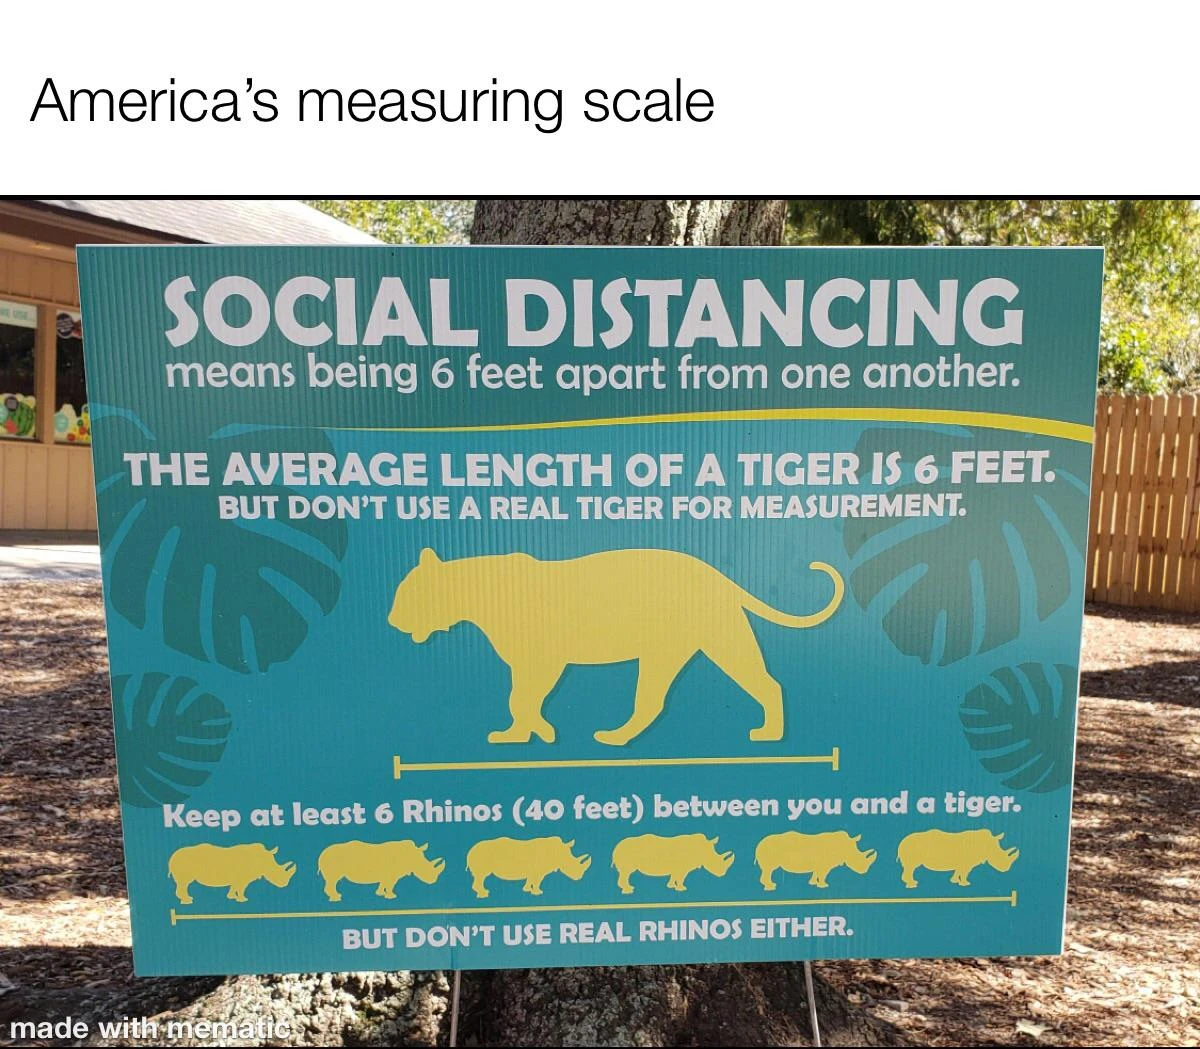 America’s measuring scale
SOCIAL DISTANCING
means being 6 feet apart from one another.
THE AVERAGE LENGTH OF A TIGER IS 6 FEET.
BUT DON'T USE A REAL TIGER FOR MEASUREMENT.
Keep at least 6 Rhinos (40 feet) between you and a tiger.
BUT DON'T USE REAL RHINOS EITHER.
made with mematic